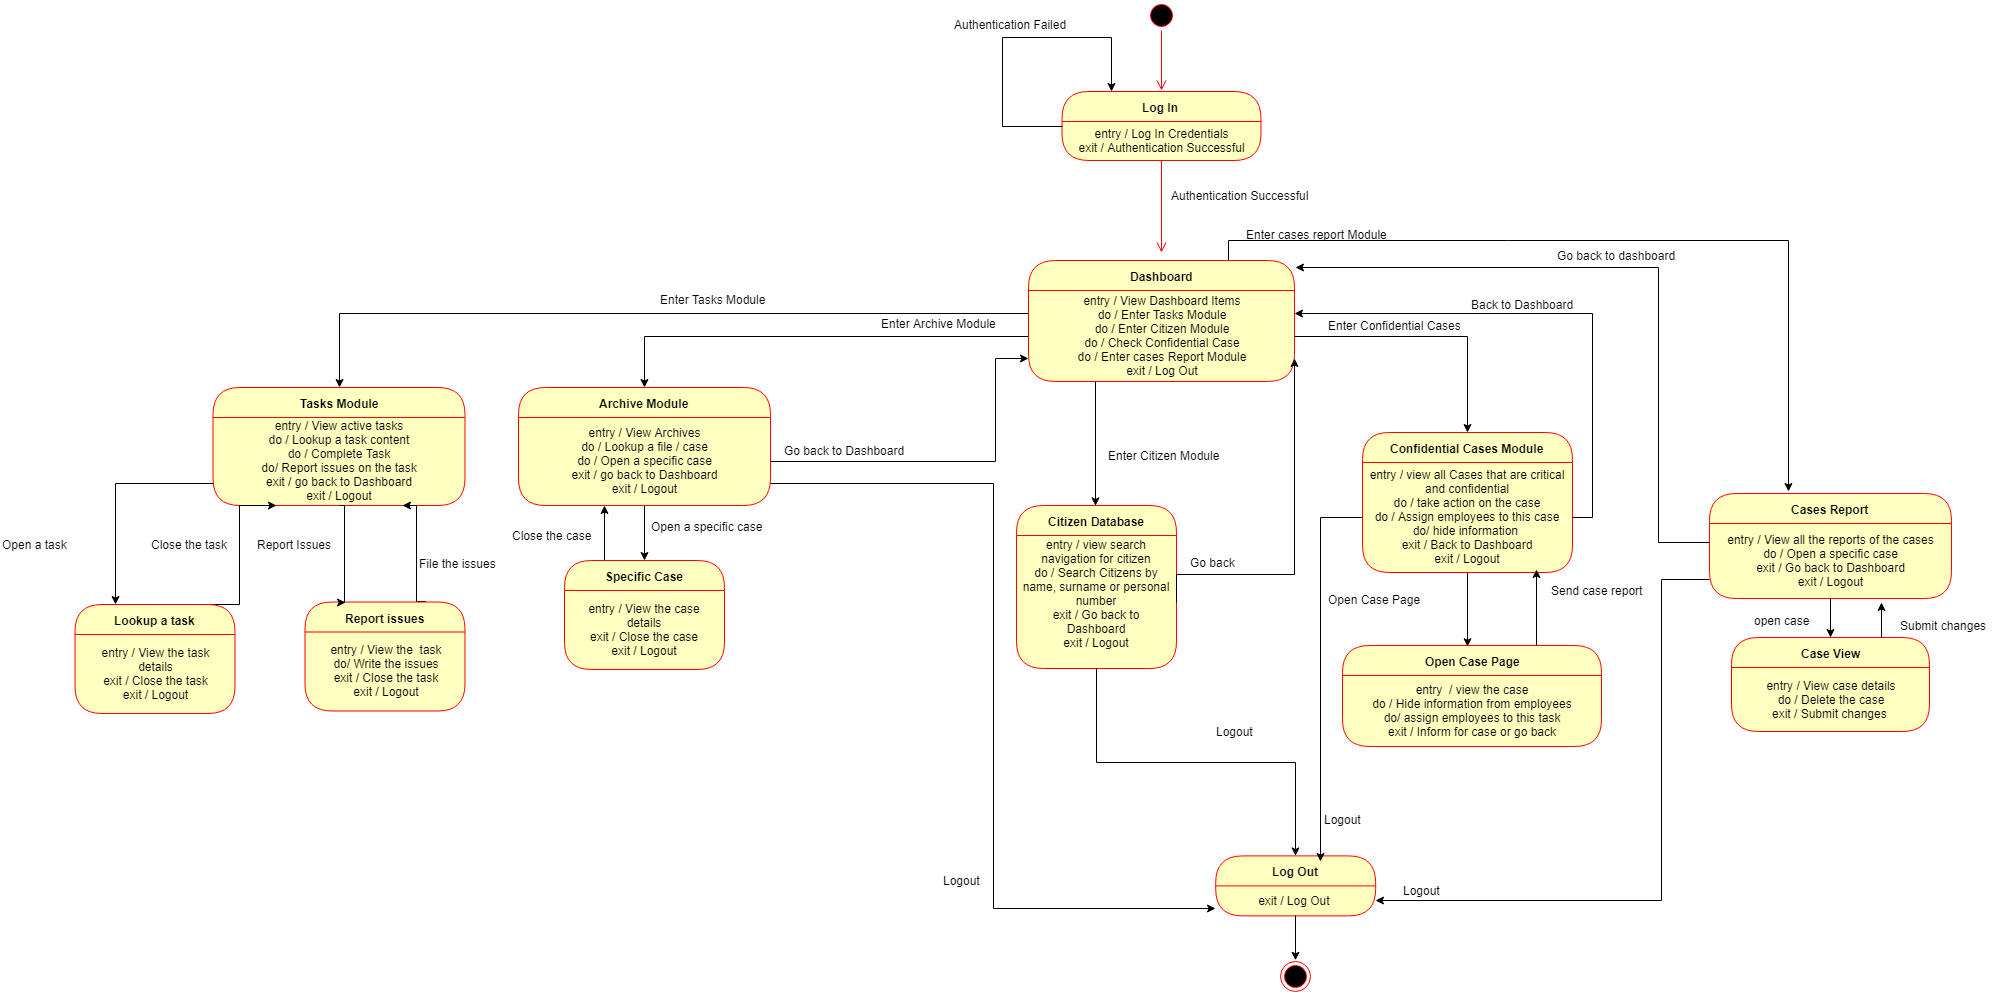 Authentication Failed
Log In
entry / Log In Credentials
exit / Authentication Successful
Authentication Successful
Enter cases report Module
Go back to dashboard
Dashboard
entry / View Dashboard Items
do / Enter Tasks Module
do / Enter Citizen Module
do / Check Confidential Case
do / Enter cases Report Module
exit / Log Out
Enter Tasks Module
Enter Archive Module
Back to Dashboard
Enter Confidential Cases
Tasks Module
entry / View active tasks
do / Lookup a task content
do / Complete Task
do/ Report issues on the task
exit / go back to Dashboard
exit / Logout
Archive Module
entry / View Archives
do / Lookup a file / case
do / Open a specific case
exit / go back to Dashboard
exit / Logout
Go back to Dashboard
Enter Citizen Module
Confidential Cases Module
entry / view all Cases that are critical
and confidential
do / take action on the case
do / Assign employees to this case
do/ hide information
exit / Back to Dashboard
exit / Logout
Cases Report
entry / View all the reports of the cases
do / Open a specific case
exit / Go back to Dashboard
exit / Logout
Open a task
Close the task
Report Issues
File the issues
Close the case
Open a specific case
Citizen Database
entry / view search
navigation for citizen
do / Search Citizens by
name, surname or personal
number
exit / Go back to
Dashboard
exit / Logout
Go back
Open Case Page
Send case report
open case
Submit changes
Lookup a task
entry / View the task
details
exit / Close the task
exit / Logout
Report issues
entry / View the  task
do/ Write the issues
exit / Close the task
exit / Logout
Specific Case
entry / View the case
details
exit / Close the case
exit / Logout
Open Case Page
entry  / view the case
do / Hide information from employees
do/ assign employees to this task
exit / Inform for case or go back
Case View
entry / View case details
do / Delete the case
exit / Submit changes
Logout
Logout
Logout
Logout
Log Out
exit / Log Out